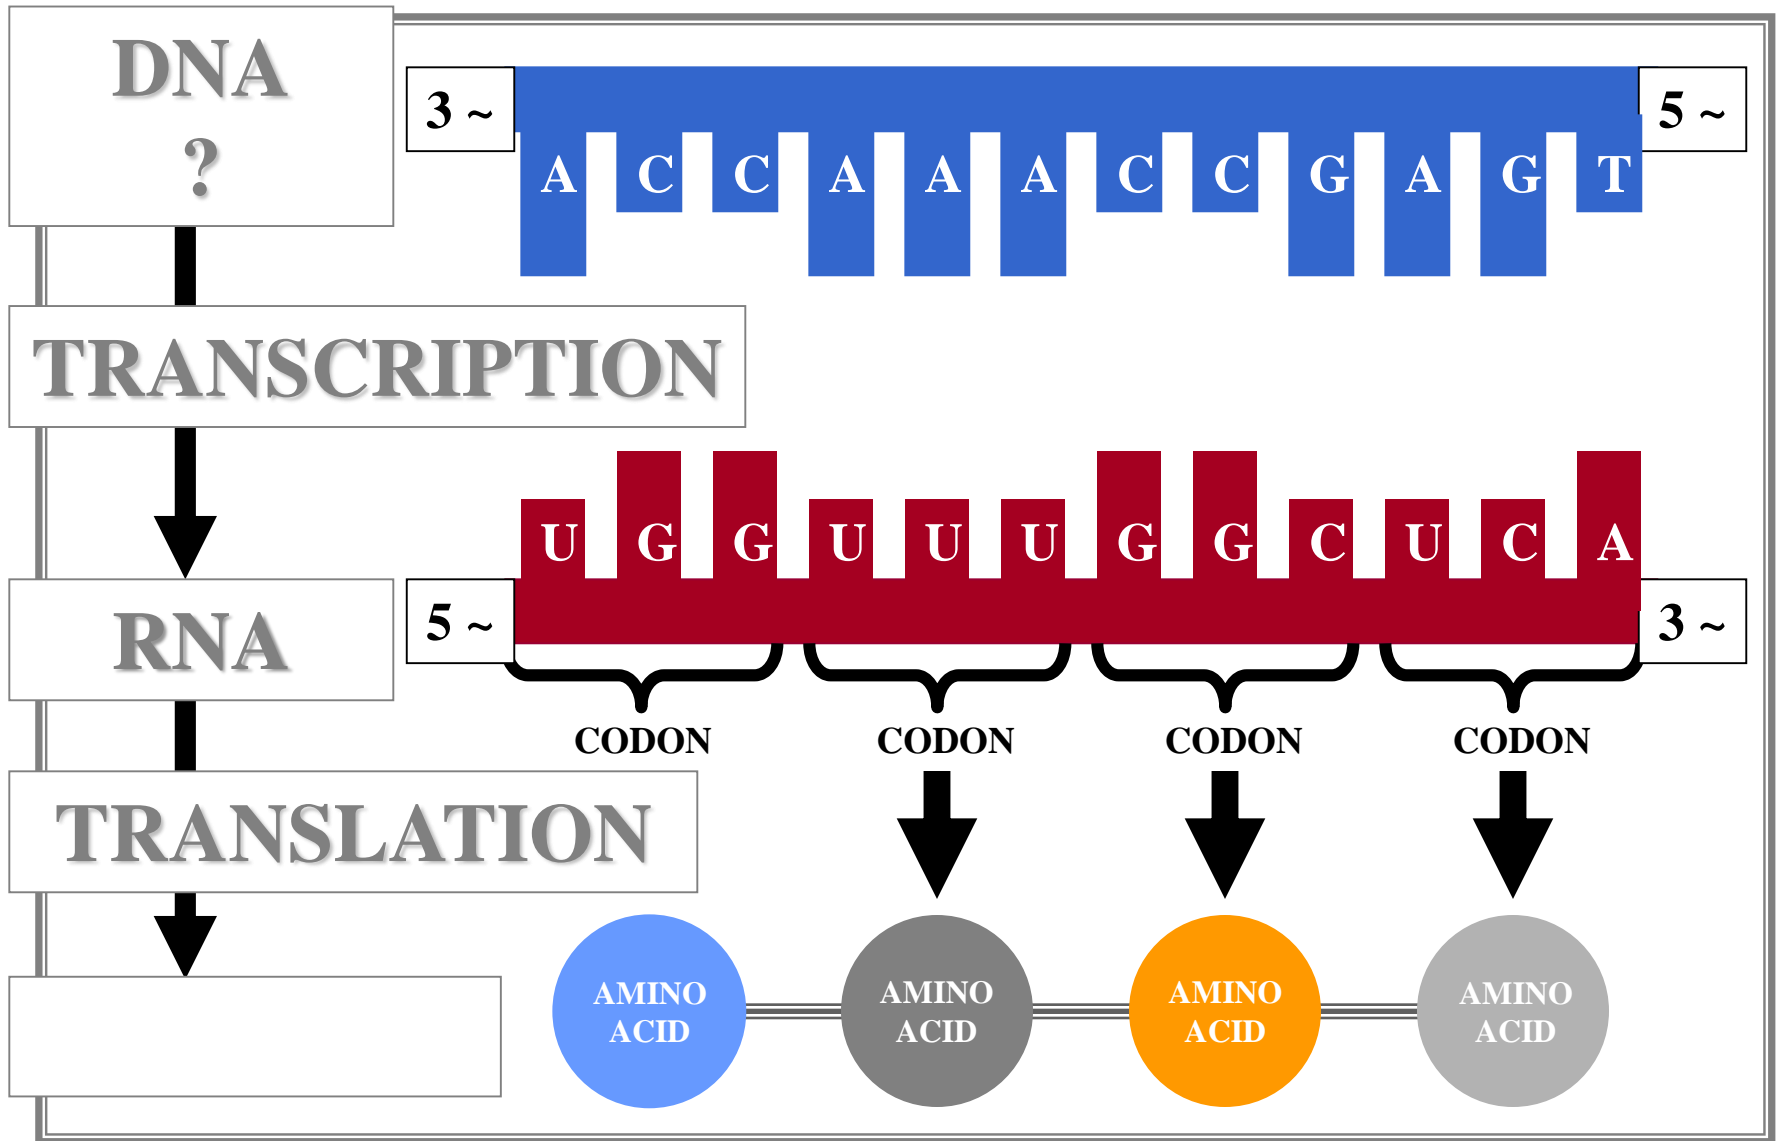 DNA
?
3 ~
5 ~
A C C A A A C C G A G T
TRANSCRIPTION
U G G U U U G G C U C A
RNA
5 ~
3 ~
CODON CODON CODON CODON
TRANSLATION
AMINO AMINO AMINO AMINO
ACID ACID ACID ACID